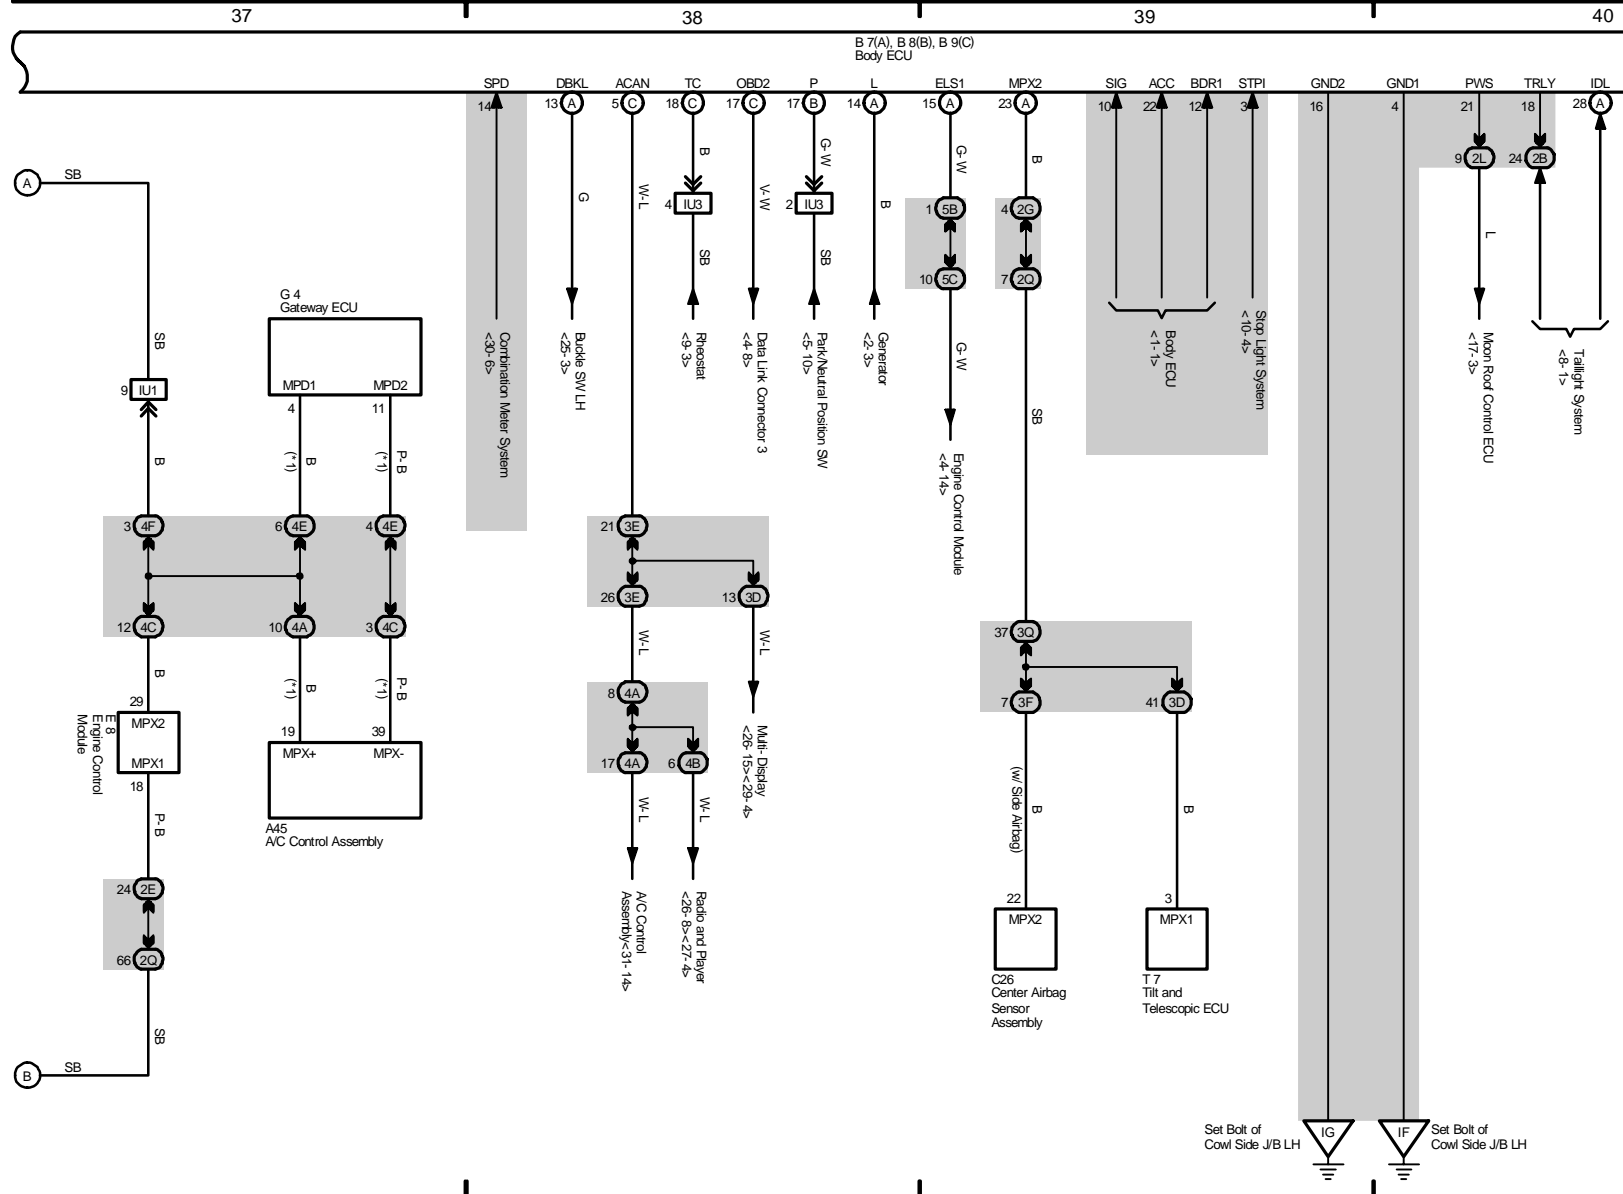 37
38
39
40
B 7(A), B 8(B), B 9(C)
Body ECU
SPD
DBKL
ACAN
TC
OBD2
P
L
ELS1
MPX2
SIG
ACC
BDR1
STPI
GND2
GND1
PWS
TRLY
IDL
14
13 A
5 C
18 C
17 C
17 B
14 A
15 A
23 A
10
22
12
3
16
4
21
18
28 A
A
SB
SB
9 IU1
B
G 4
Gateway ECU
MPD1
MPD2
4
11
(*1)
B
(*1)
P-B
3 4F
6 4E
4 4E
12 4C
10 4A
3 4C
B
(*1)
B
(*1)
P-B
29
19
39
MPX2
MPX1
E 8
Engine Control
Module
18
MPX+
MPX-
A45
A/C Control Assembly
P-B
24 2E
66 2Q
SB
B
SB
Combination Meter System
<30-6>
G
Buckle SW LH
<25-3>
W-L
21 3E
26 3E
13 3D
W-L
W-L
8 4A
17 4A
6 4B
W-L
W-L
A/C Control
Assembly<31-14>
Radio and Player
<26-8><27-4>
Multi-Display
<26-15><29-4>
B
4 IU3
SB
Rheostat
<9-3>
V-W
Data Link Connector 3
<4-8>
G-W
2 IU3
SB
Park/Neutral Position SW
<5-10>
B
Generator
<2-3>
G-W
1 5B
10 5C
G-W
Engine Control Module
<4-14>
B
4 2G
7 2Q
SB
37 3Q
7 3F
41 3D
(w/ Side Airbag)
B
B
22
3
MPX2
MPX1
C26
Center Airbag
Sensor
Assembly
T 7
Tilt and
Telescopic ECU
Body ECU
<1-1>
Stop Light System
<10-4>
9 2L
24 2B
L
Moon Roof Control ECU
<17-3>
Taillight System
<8-1>
Set Bolt of
Cowl Side J/B LH
IG
IF
Set Bolt of
Cowl Side J/B LH